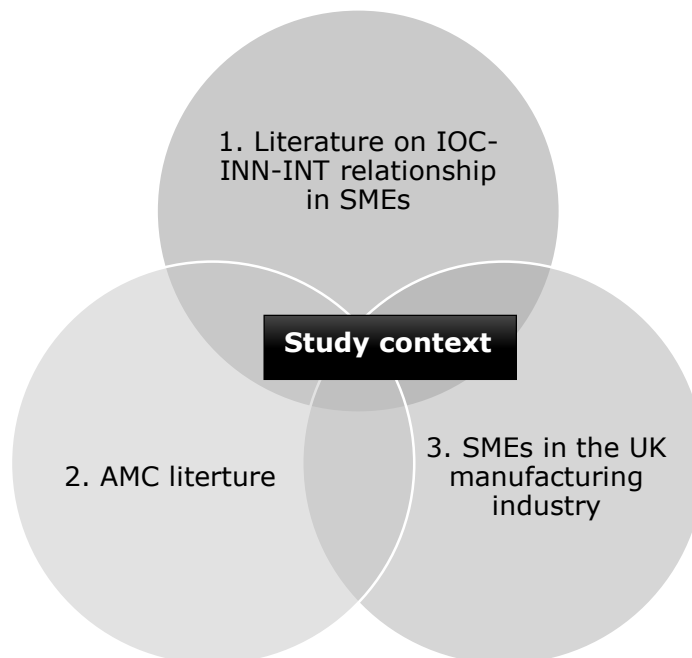 1. Literature on IOC-
INN-INT relationship
in SMEs
Study context
2. AMC literture
3. SMEs in the UK
manufacturing
industry